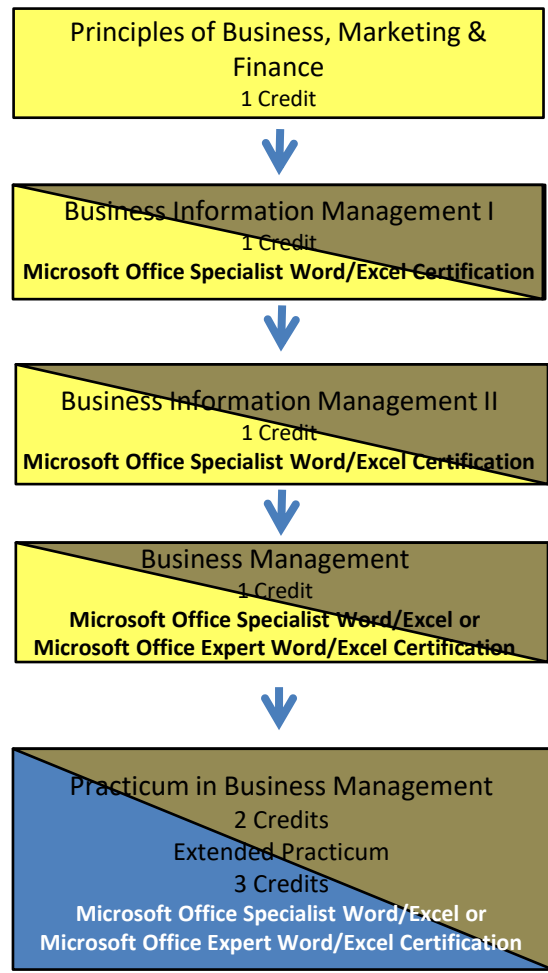 Principles of Business, Marketing &
Finance
1 Credit
Business Information Management I
1 Credit
Microsoft Office Specialist Word/Excel Certification
Business Information Management II
1 Credit
Microsoft Office Specialist Word/Excel Certification
Business Management
1 Credit
Microsoft Office Specialist Word/Excel or
Microsoft Office Expert Word/Excel Certification
Practicum in Business Management
2 Credits
Extended Practicum
3 Credits
Microsoft Office Specialist Word/Excel or
Microsoft Office Expert Word/Excel Certification